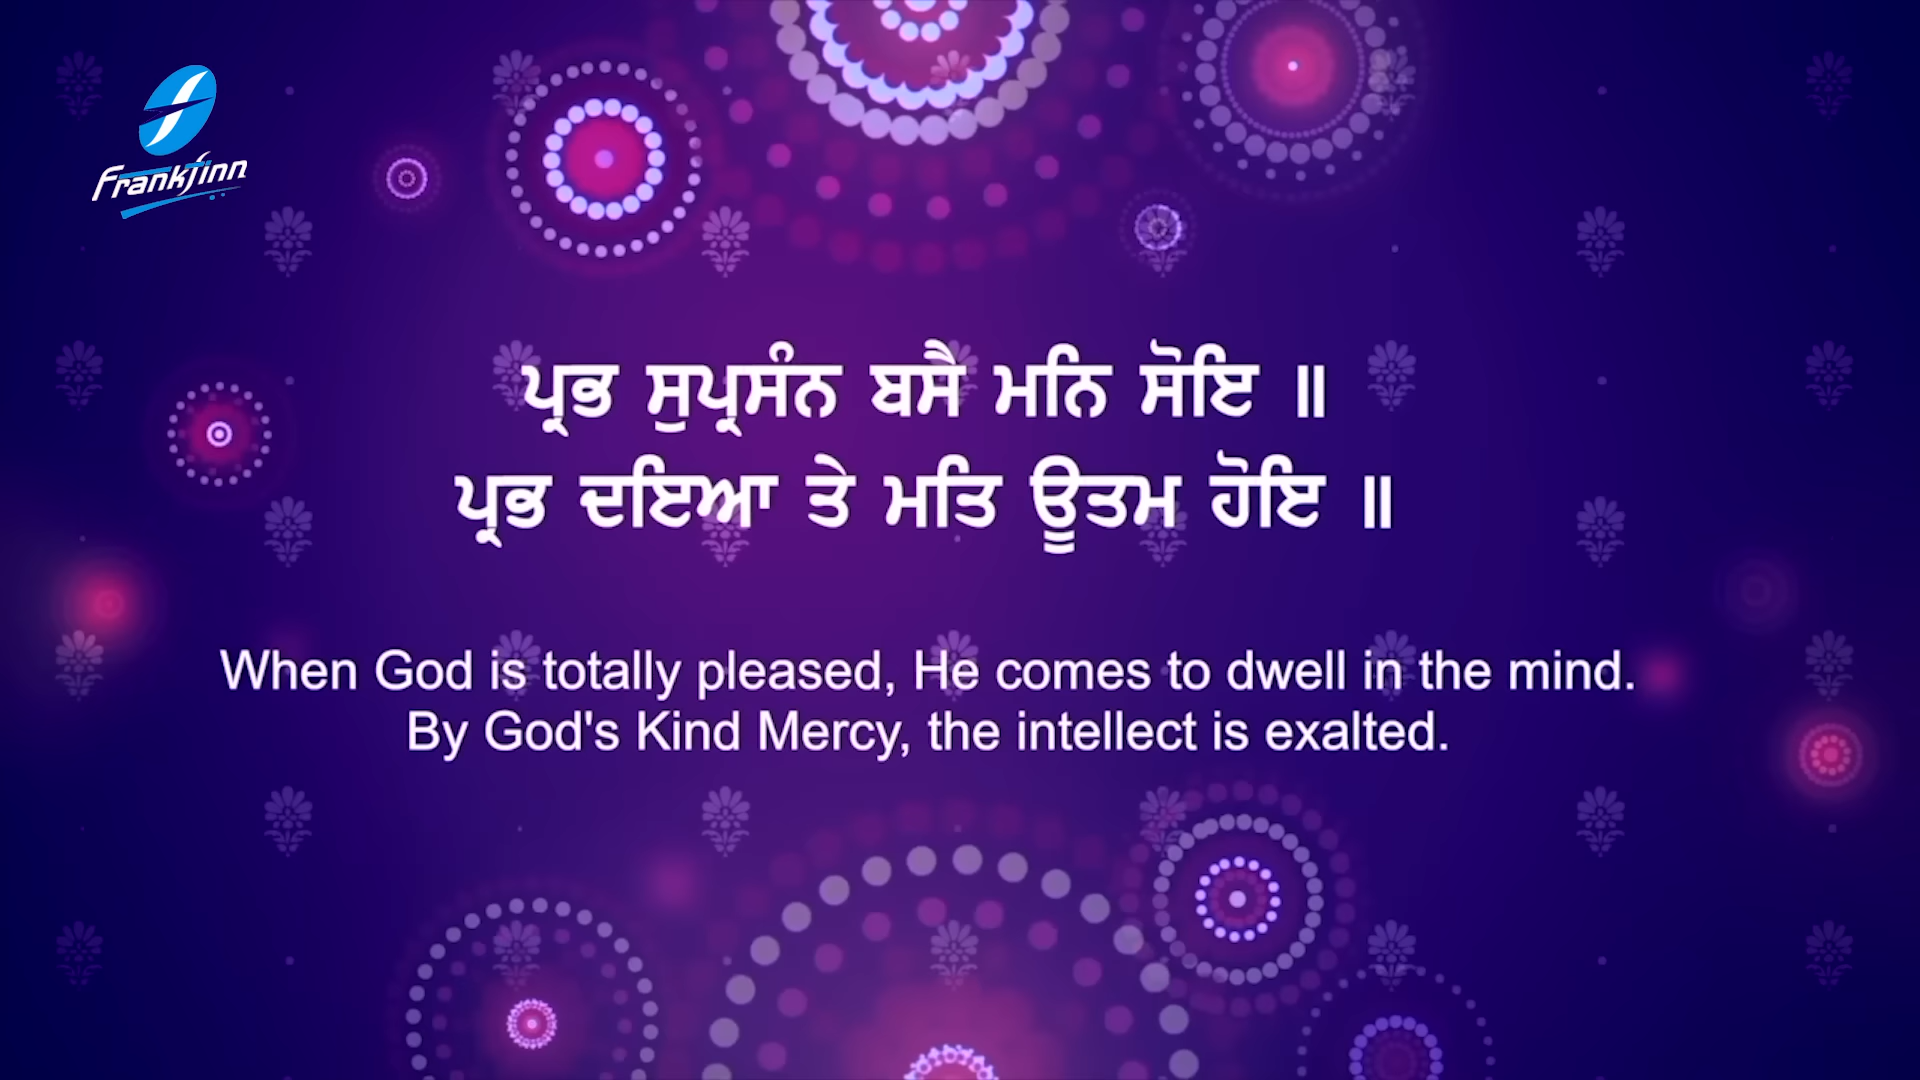 Frankfinn
ਪ੍ਰਭ ਸੁਪ੍ਰਸੰਨ ਬਸੈ ਮਨਿ ਸੋਇ ॥
ਪ੍ਰਭ ਦਇਆ ਤੇ ਮਤਿ ਊਤਮ ਹੋਇ ॥
When God is totally pleased, He comes to dwell in the mind.
By God's Kind Mercy, the intellect is exalted.